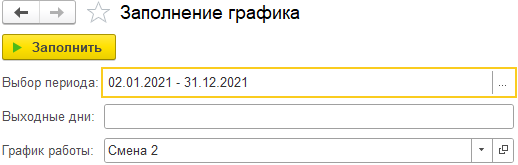 Заполнение графика
Заполнить
Выбор периода: 02.01.2021 - 31.12.2021 ...
Выходные дни:
График работы: Смена 2